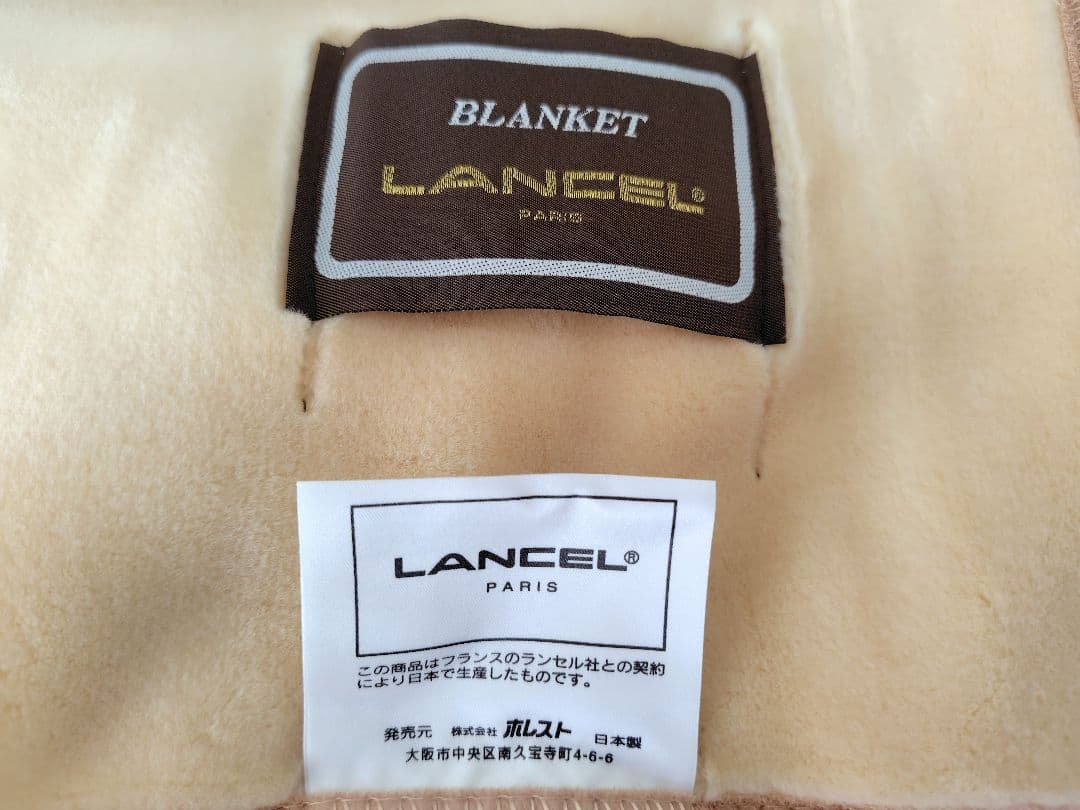 BLANKET
LANCEL®
PARIS
LANCEL®
PARIS
この商品はフランスのランセル社との契約
により日本で生産したものです。
発売元 株式会社 ホレスト 日本製
大阪市中央区南久宝寺町4-6-6